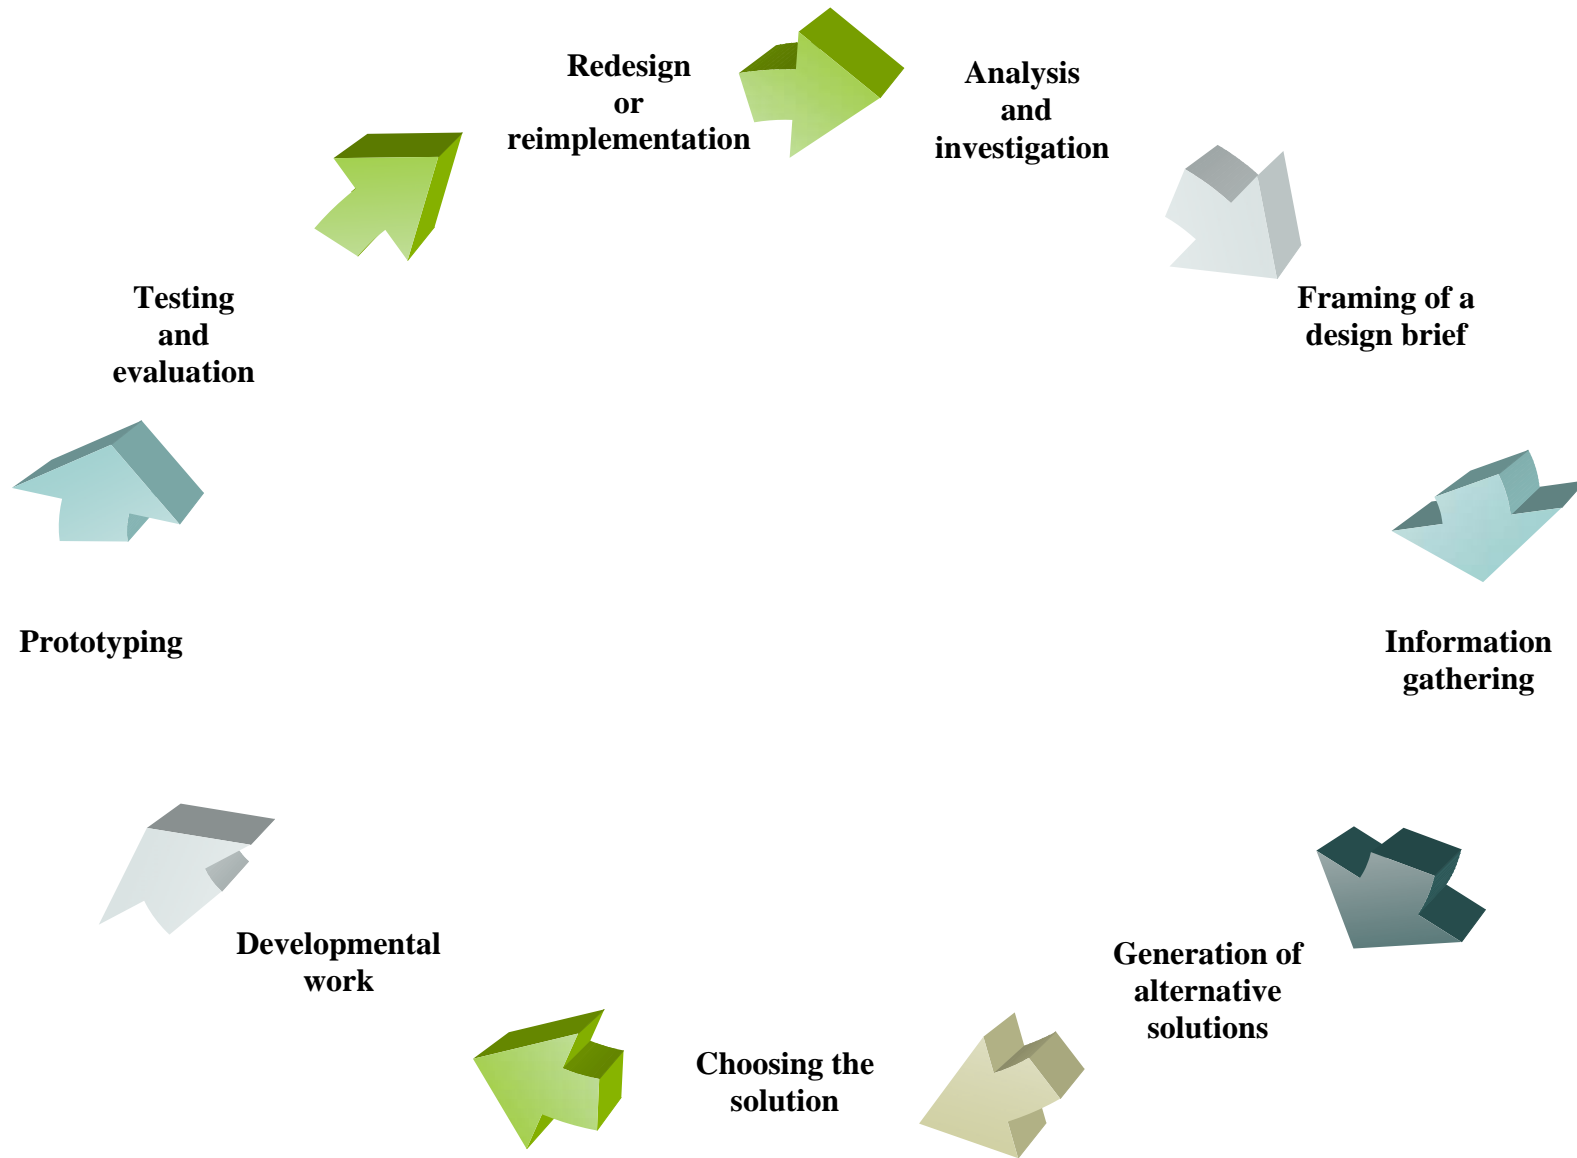 Redesign
or
reimplementation
Analysis
and
investigation
Framing of a
design brief
Information
gathering
Generation of
alternative
solutions
Choosing the
solution
Developmental
work
Prototyping
Testing
and
evaluation